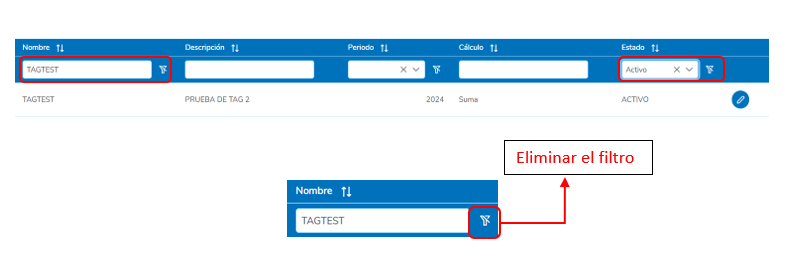 Nombre Descripción Periodo Cálculo Estado
TAGTEST Activo
TAGTEST PRUEBA DE TAG 2 2024 Suma ACTIVO
Eliminar el filtro
Nombre
TAGTEST